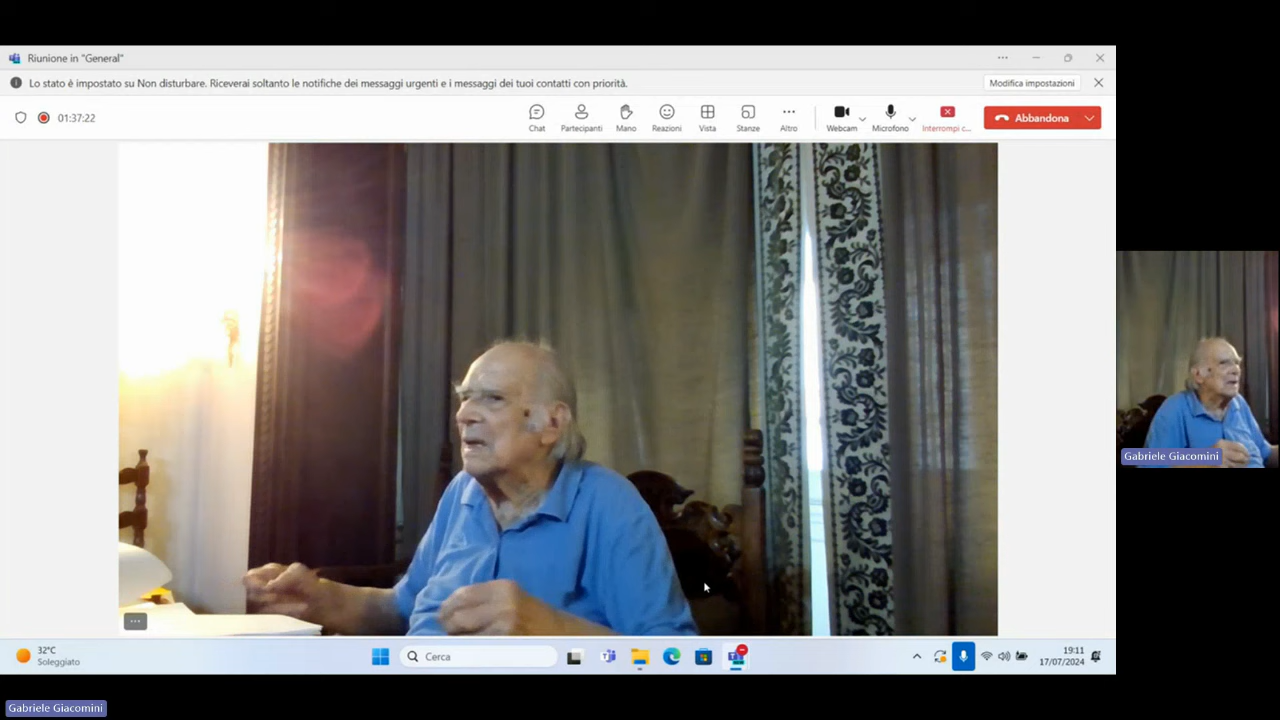 Riunione in "General"
Lo stato è impostato su Non disturbare. Riceverai soltanto le notifiche dei messaggi urgenti e i messaggi dei tuoi contatti con priorità.
Modifica impostazioni
01:37:22
Chat
Partecipanti
Mano
Reazioni
Vista
Stanze
Altro
Webcam
Microfono
Interrompi c...
Abbandona
Gabriele Giacomini
32°C
Soleggiato
Cerca
19:11
17/07/2024
Gabriele Giacomini